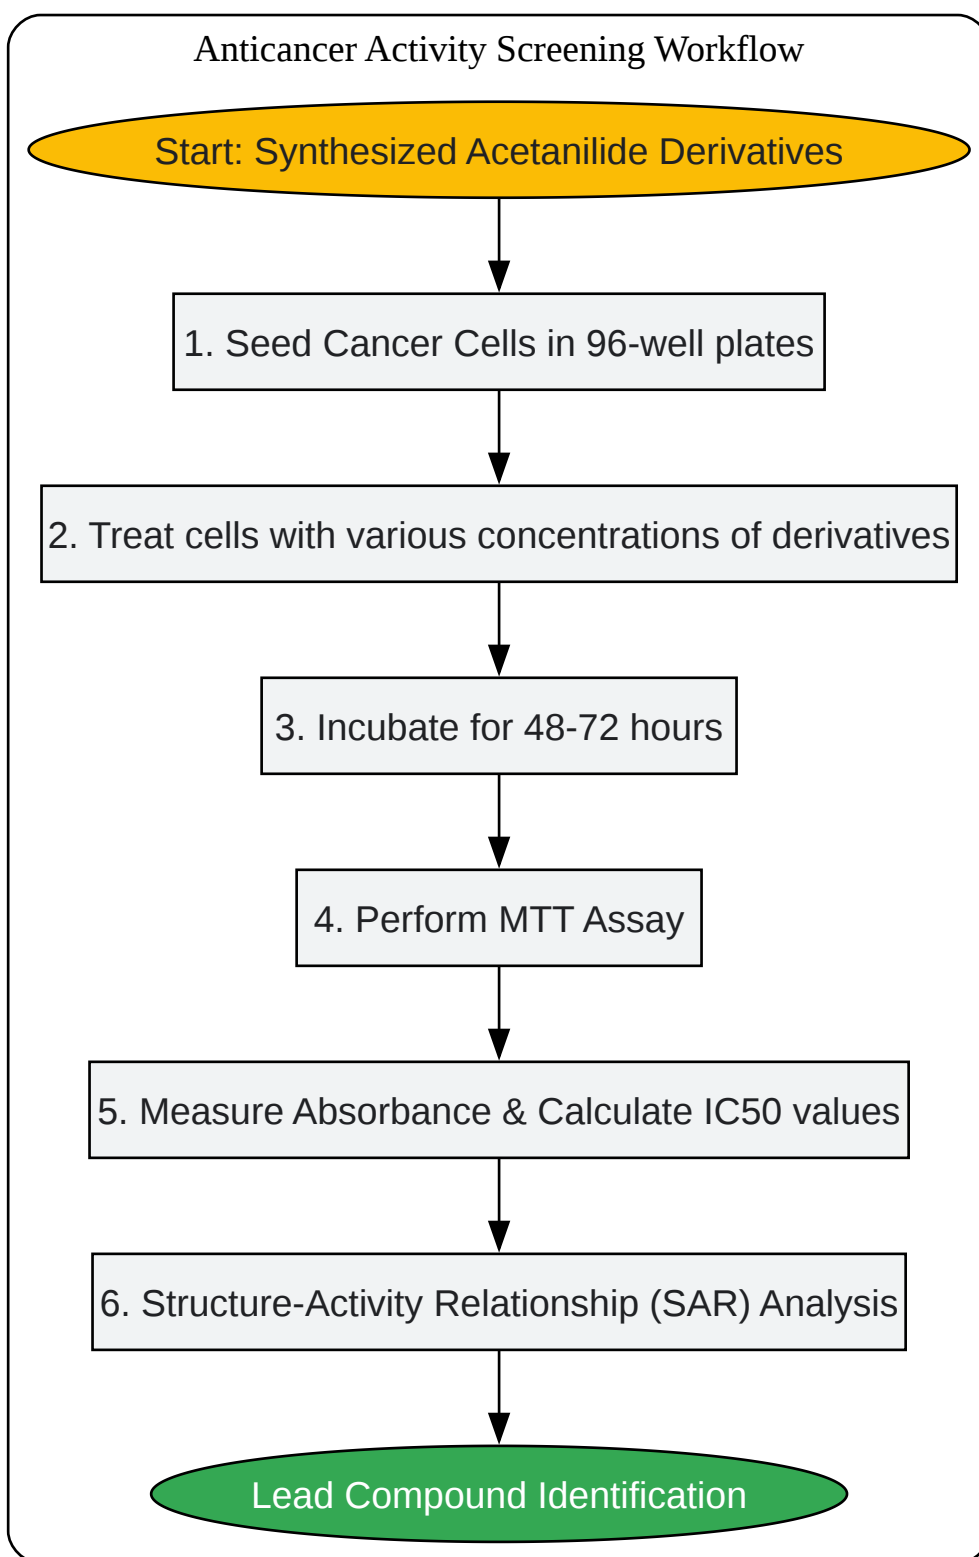 Anticancer Activity Screening Workflow
Start: Synthesized Acetanilide Derivatives
1. Seed Cancer Cells in 96-well plates
2. Treat cells with various concentrations of derivatives
3. Incubate for 48-72 hours
4. Perform MTT Assay
5. Measure Absorbance & Calculate IC50 values
6. Structure-Activity Relationship (SAR) Analysis
Lead Compound Identification